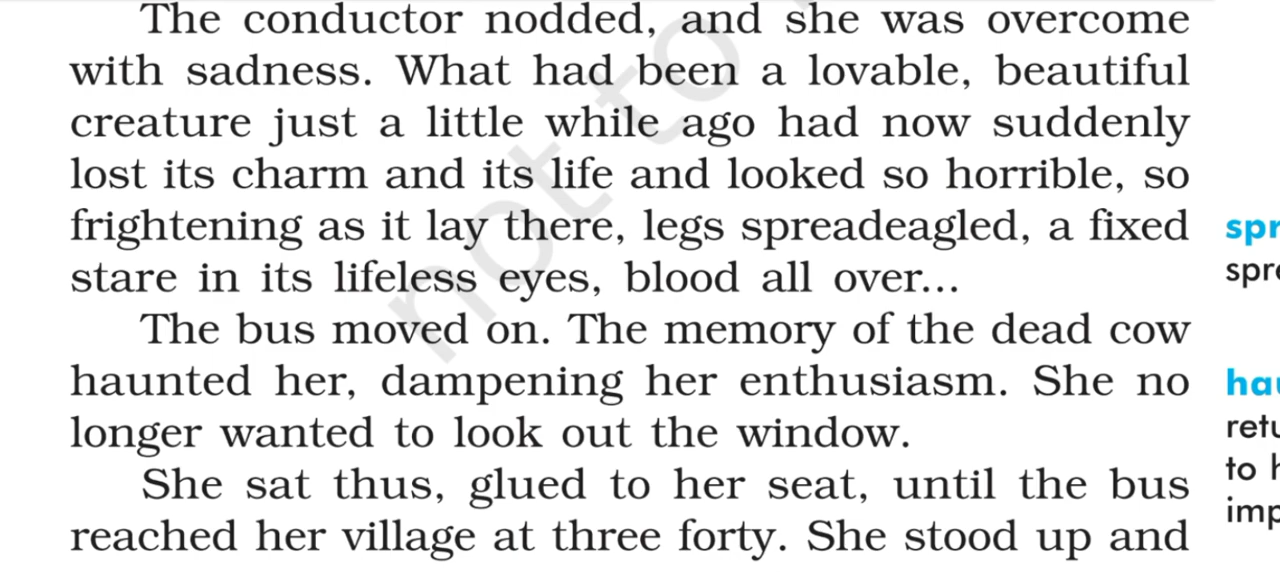 The conductor nodded, and she was overcome
with sadness. What had been a lovable, beautiful
creature just a little while ago had now suddenly
lost its charm and its life and looked so horrible, so
frightening as it lay there, legs spreadeagled, a fixed
stare in its lifeless eyes, blood all over...
The bus moved on. The memory of the dead cow
haunted her, dampening her enthusiasm. She no
longer wanted to look out the window.
She sat thus, glued to her seat, until the bus
reached her village at three forty. She stood up and
not to